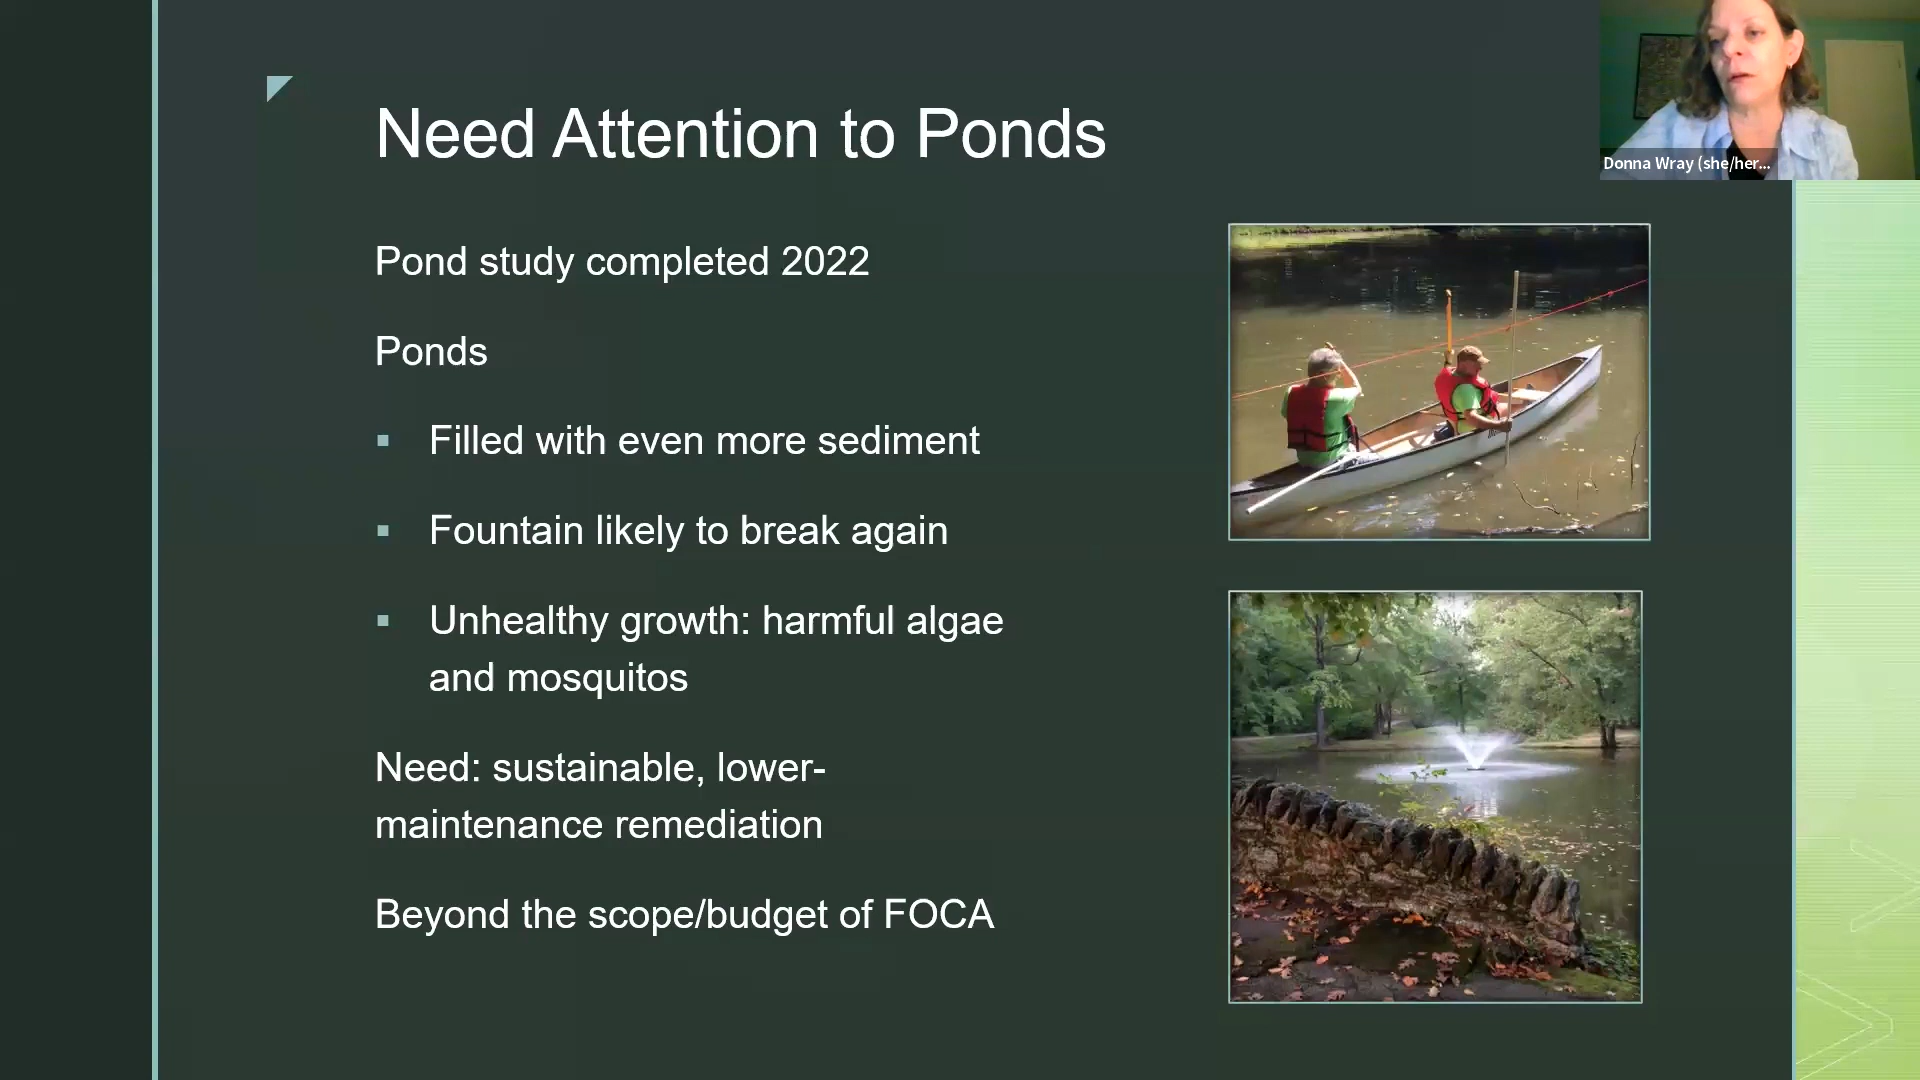 Need Attention to Ponds
Donna Wray (she/her...
Pond study completed 2022
Ponds
Filled with even more sediment
Fountain likely to break again
Unhealthy growth: harmful algae
and mosquitos
Need: sustainable, lower-
maintenance remediation
Beyond the scope/budget of FOCA